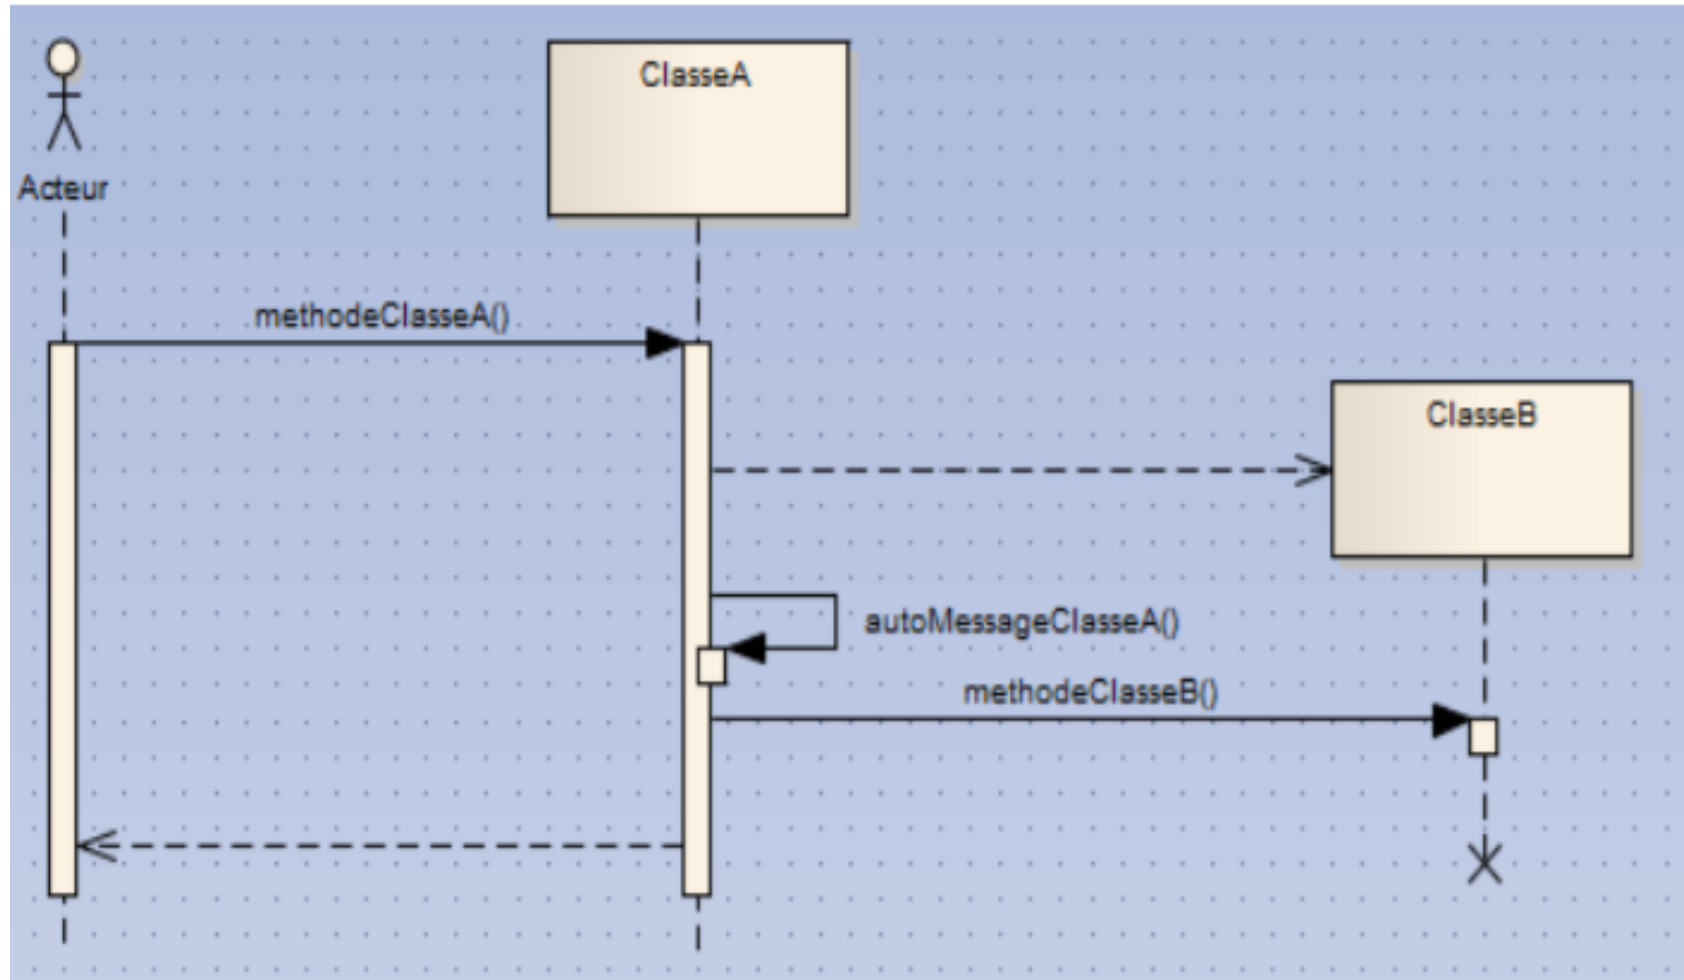 ClasseA
Acteur
methodeClasseA()
ClasseB
autoMessageClasseA()
methodeClasseB()